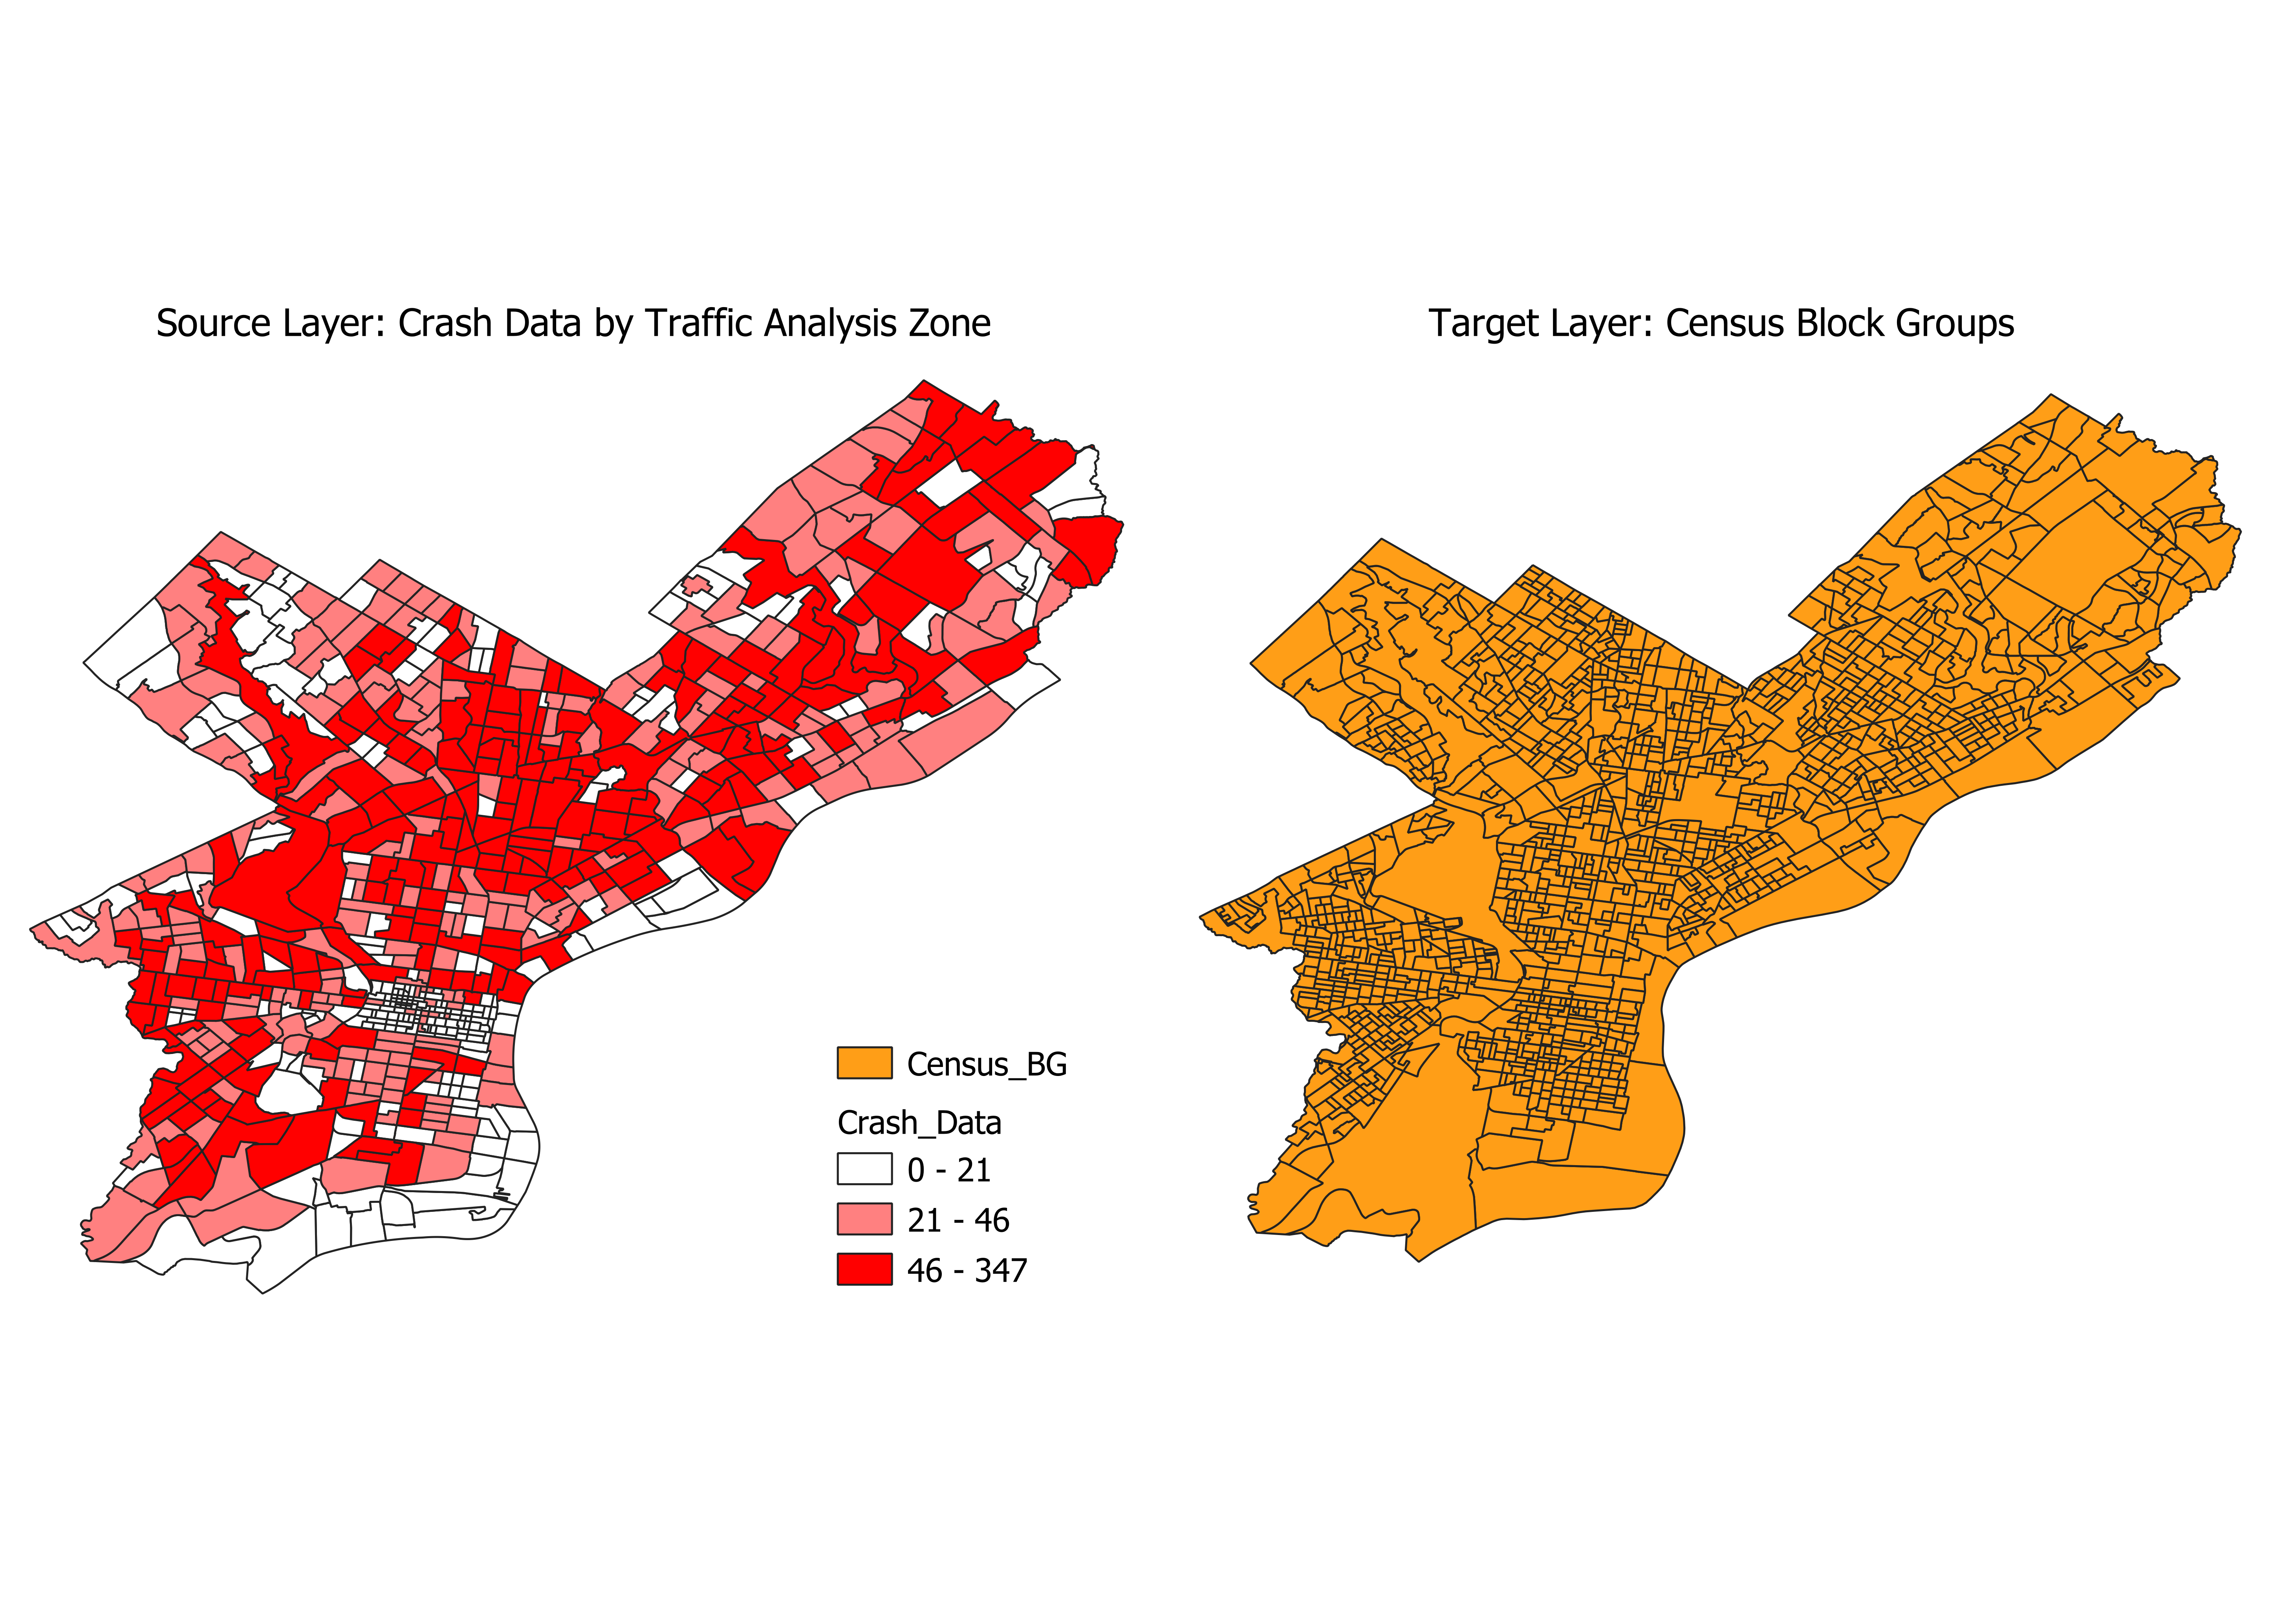 Source Layer: Crash Data by Traffic Analysis Zone
Target Layer: Census Block Groups
Census_BG
Crash_Data
0 - 21
21 - 46
46 - 347